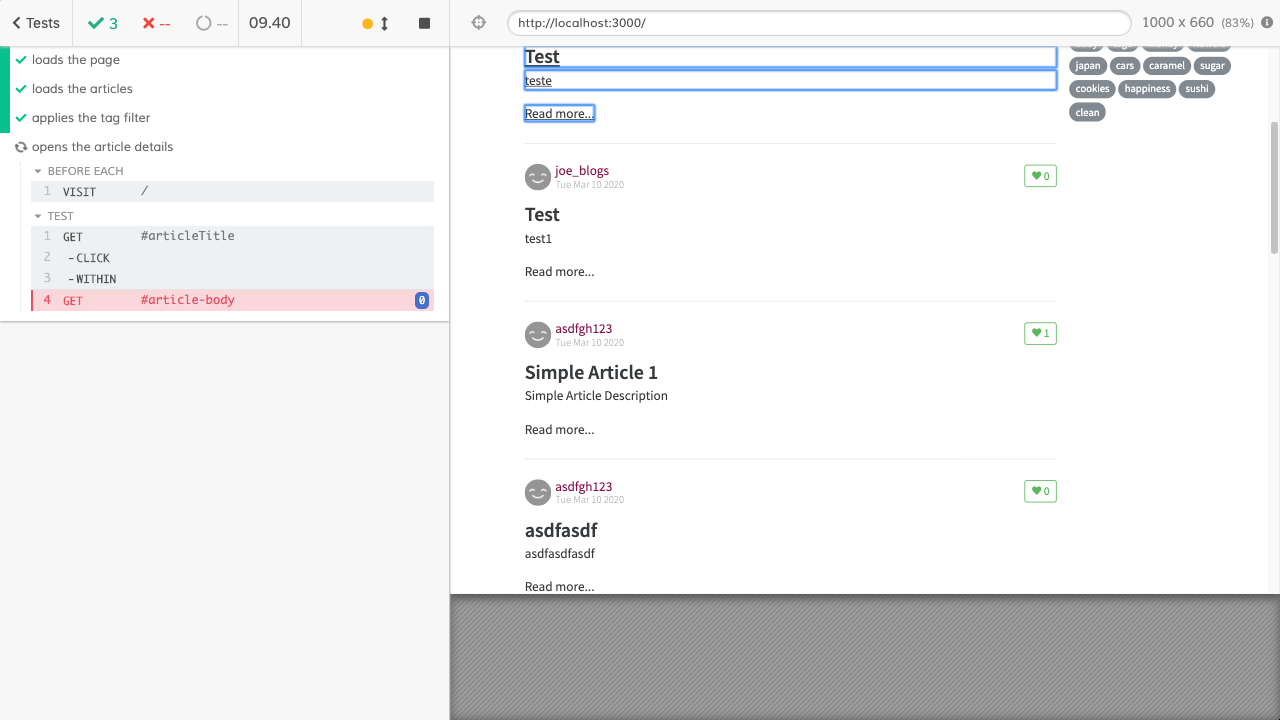 Tests
3
--
--
09.40
http://localhost:3000/
1000 x 660 (83%)
loads the page
loads the articles
applies the tag filter
opens the article details
BEFORE EACH
1 VISIT /
TEST
1 GET #articleTitle
2 -CLICK
3 -WITHIN
4 GET #article-body 0
Test
teste
Read more...
joe_blogs
Tue Mar 10 2020
0
Test
test1
Read more...
asdfgh123
Tue Mar 10 2020
1
Simple Article 1
Simple Article Description
Read more...
asdfgh123
Tue Mar 10 2020
0
asdfasdf
asdfasdfasdf
Read more...
japan cars caramel sugar
cookies happiness sushi
clean